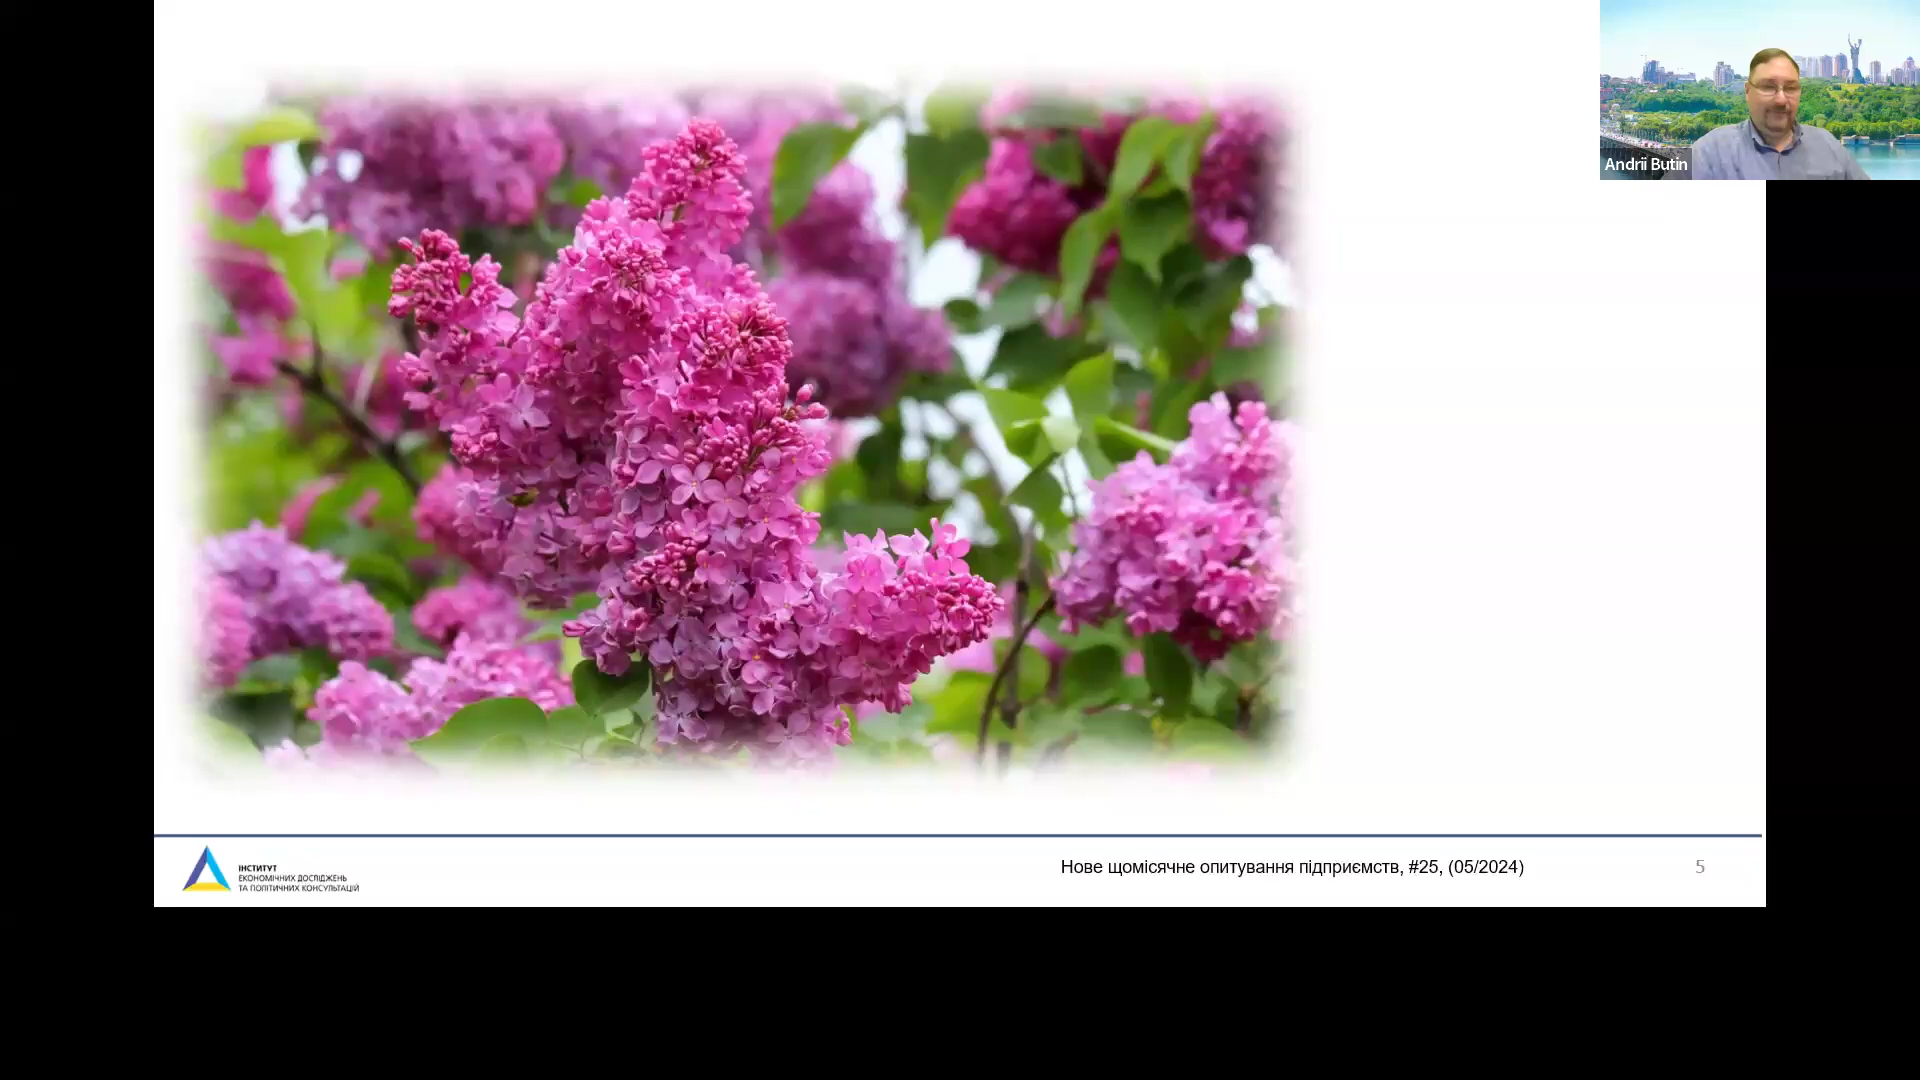 Andrii Butin
ІНСТИТУТ
ЕКОНОМІЧНИХ ДОСЛІДЖЕНЬ
ТА ПОЛІТИЧНИХ КОНСУЛЬТАЦІЙ
Нове щомісячне опитування підприємств, #25, (05/2024)
5